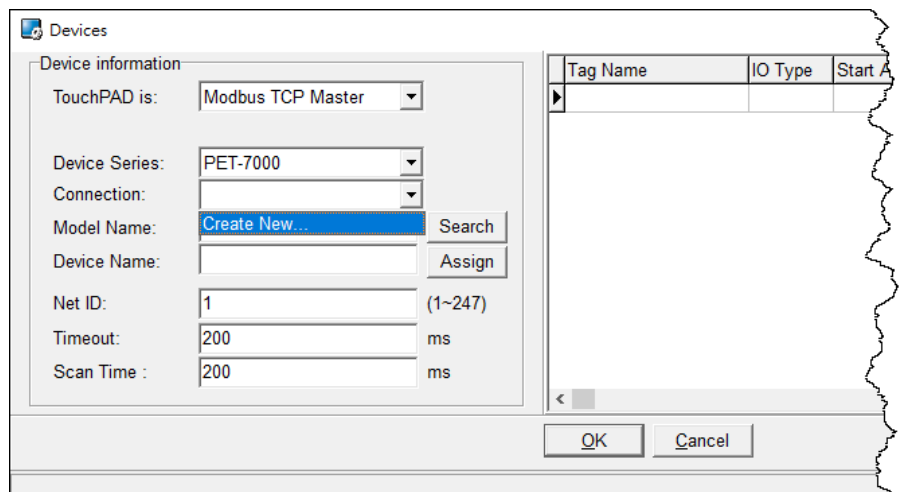 Devices
Device information
TouchPAD is: Modbus TCP Master
Device Series: PET-7000
Connection:
Create New...
Model Name: Search
Device Name: Assign
Net ID: 1 (1~247)
Timeout: 200 ms
Scan Time : 200 ms
Tag Name IO Type Start A
OK Cancel